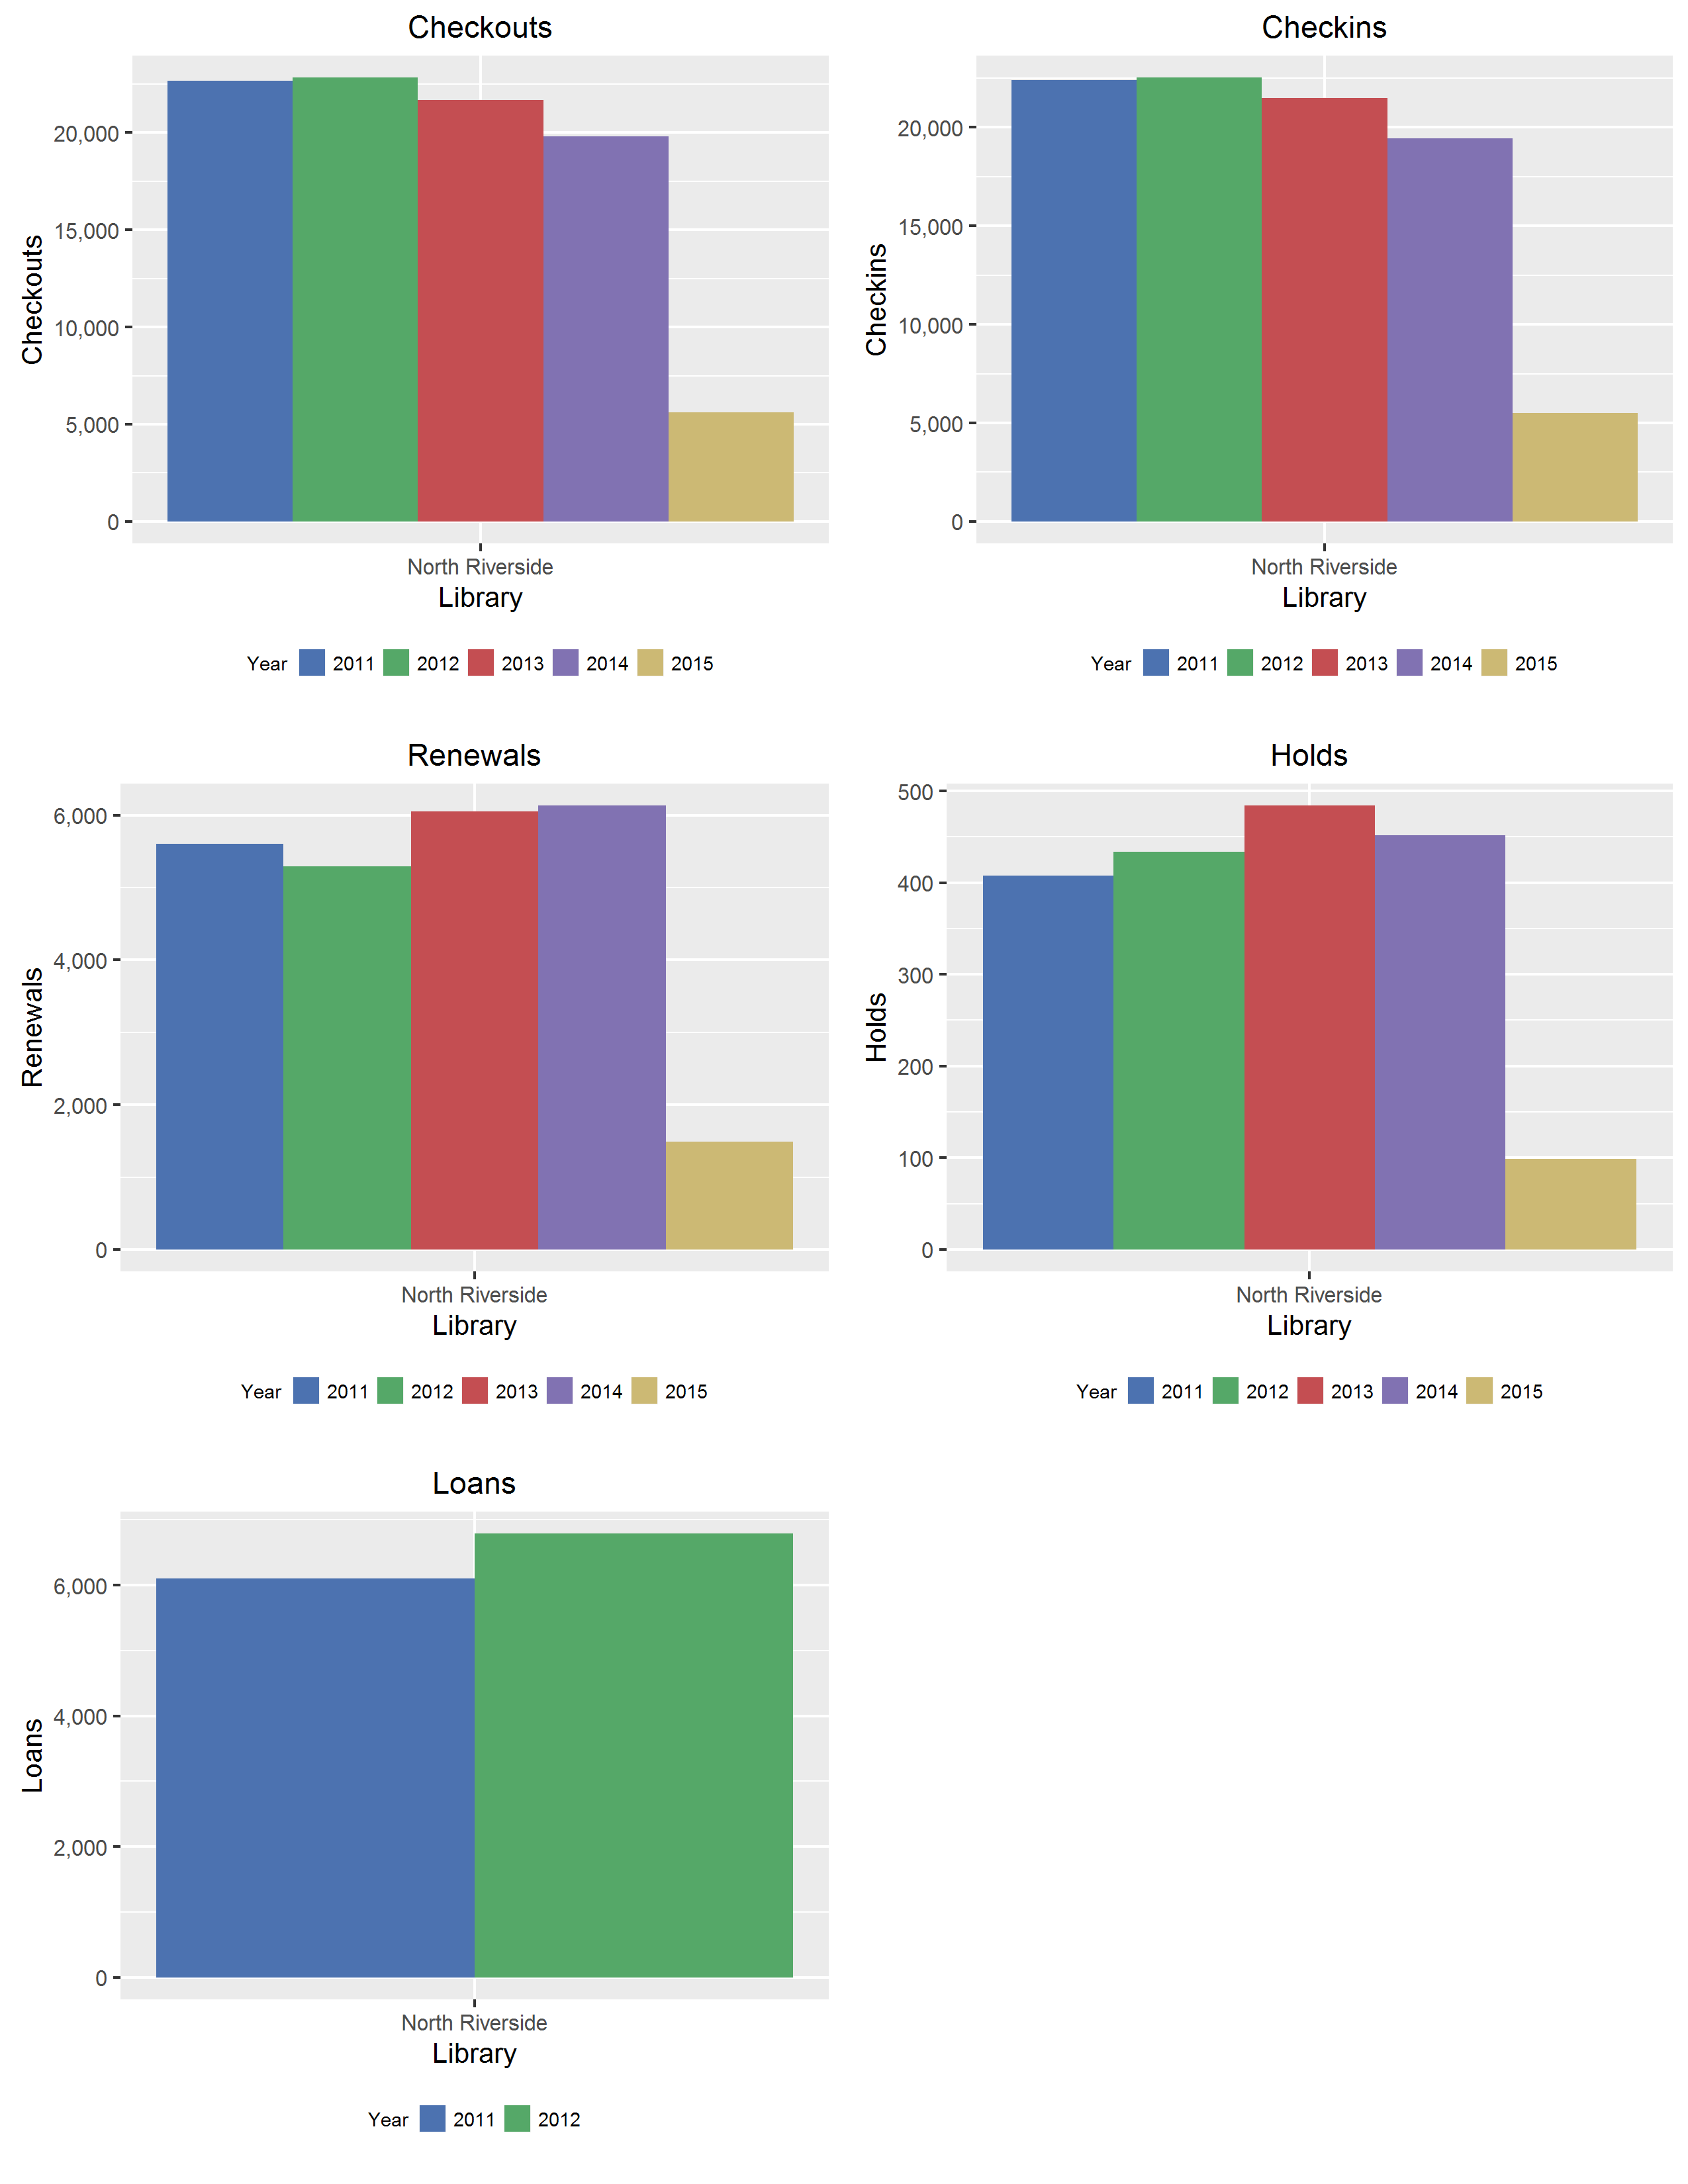 Checkouts
Checkouts
20,000
15,000
10,000
5,000
0
North Riverside
Library
Year 2011 2012 2013 2014 2015
Checkins
Checkins
20,000
15,000
10,000
5,000
0
North Riverside
Library
Year 2011 2012 2013 2014 2015
Renewals
Renewals
6,000
4,000
2,000
0
North Riverside
Library
Year 2011 2012 2013 2014 2015
Holds
Holds
500
400
300
200
100
0
North Riverside
Library
Year 2011 2012 2013 2014 2015
Loans
Loans
6,000
4,000
2,000
0
North Riverside
Library
Year 2011 2012